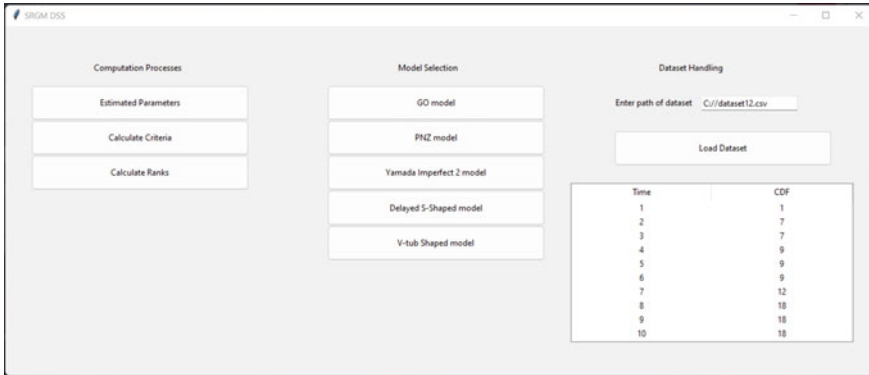 SRGM DSS
Computation Processes
Estimated Parameters
Calculate Criteria
Calculate Ranks
Model Selection
GO model
PNZ model
Yamada Imperfect 2 model
Delayed S-Shaped model
V-tub Shaped model
Dataset Handling
Enter path of dataset C://dataset12.csv
Load Dataset
Time CDF
1 1
2 7
3 7
4 9
5 9
6 9
7 12
8 18
9 18
10 18